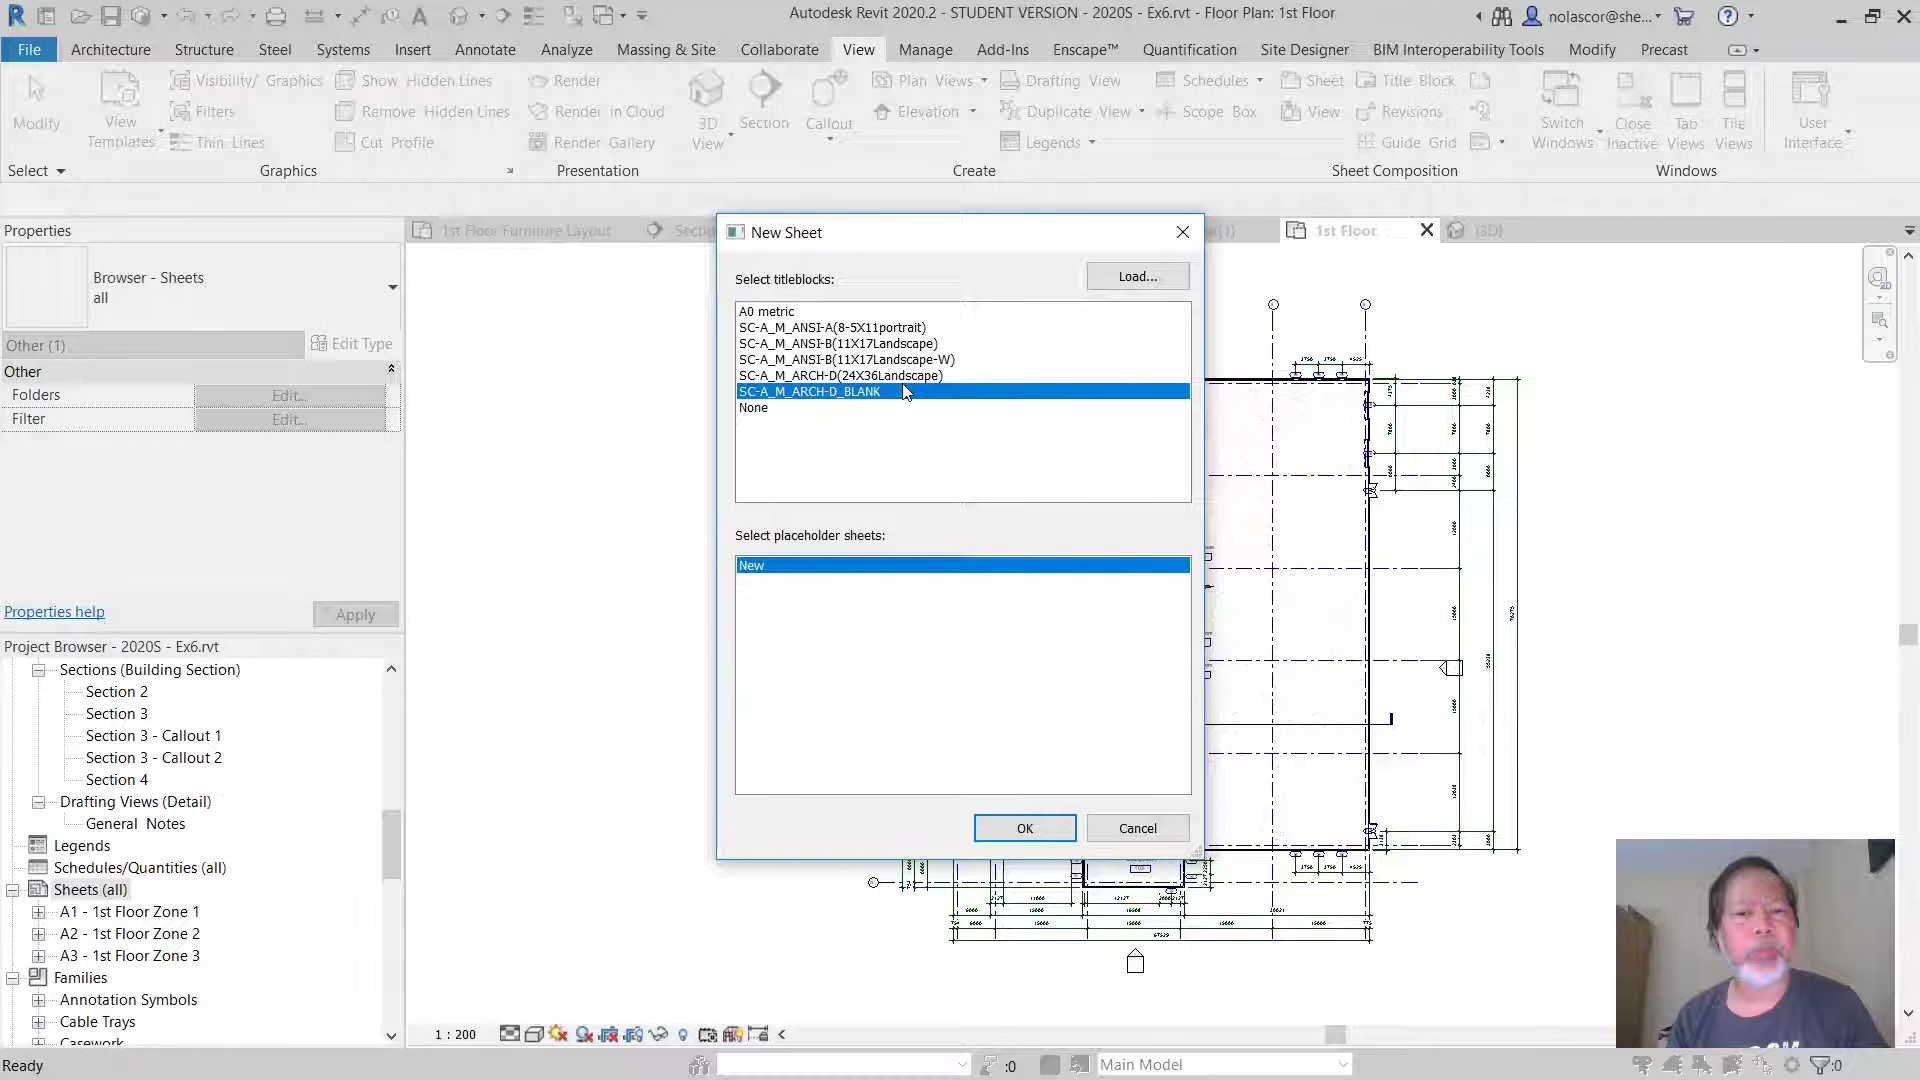 Autodesk Revit 2020.2 - STUDENT VERSION - 2020S - Ex6.rvt - Floor Plan: 1st Floor
nolascor@she...
File Architecture Structure Steel Systems Insert Annotate Analyze Massing & Site Collaborate View Manage Add-Ins Enscape™ Quantification Site Designer BIM Interoperability Tools Modify Precast
Modify
View Templates
Visibility/ Graphics
Filters
Thin Lines
Show Hidden Lines
Remove Hidden Lines
Cut Profile
Render
Render in Cloud
Render Gallery
3D View
Section
Callout
Plan Views
Elevation
Drafting View
Duplicate View
Legends
Schedules
Scope Box
Sheet
View
Title Block
Revisions
Guide Grid
Switch Windows
Close Inactive
Tab Views
Tile Views
User Interface
Select Graphics Presentation Create Sheet Composition Windows
Properties
1st Floor Furniture Layout
1st Floor
{3D}
Browser - Sheets
all
Other (1)
Edit Type
Other
Folders Edit...
Filter Edit...
Properties help
Apply
Project Browser - 2020S - Ex6.rvt
Sections (Building Section)
Section 2
Section 3
Section 3 - Callout 1
Section 3 - Callout 2
Section 4
Drafting Views (Detail)
General Notes
Legends
Schedules/Quantities (all)
Sheets (all)
A1 - 1st Floor Zone 1
A2 - 1st Floor Zone 2
A3 - 1st Floor Zone 3
Families
Annotation Symbols
Cable Trays
Casework
New Sheet
Select titleblocks:
Load...
A0 metric
SC-A_M_ANSI-A(8-5X11portrait)
SC-A_M_ANSI-B(11X17Landscape)
SC-A_M_ANSI-B(11X17Landscape-W)
SC-A_M_ARCH-D(24X36Landscape)
SC-A_M_ARCH-D_BLANK
None
Select placeholder sheets:
New
OK Cancel
1 : 200
Ready
:0
Main Model
:0